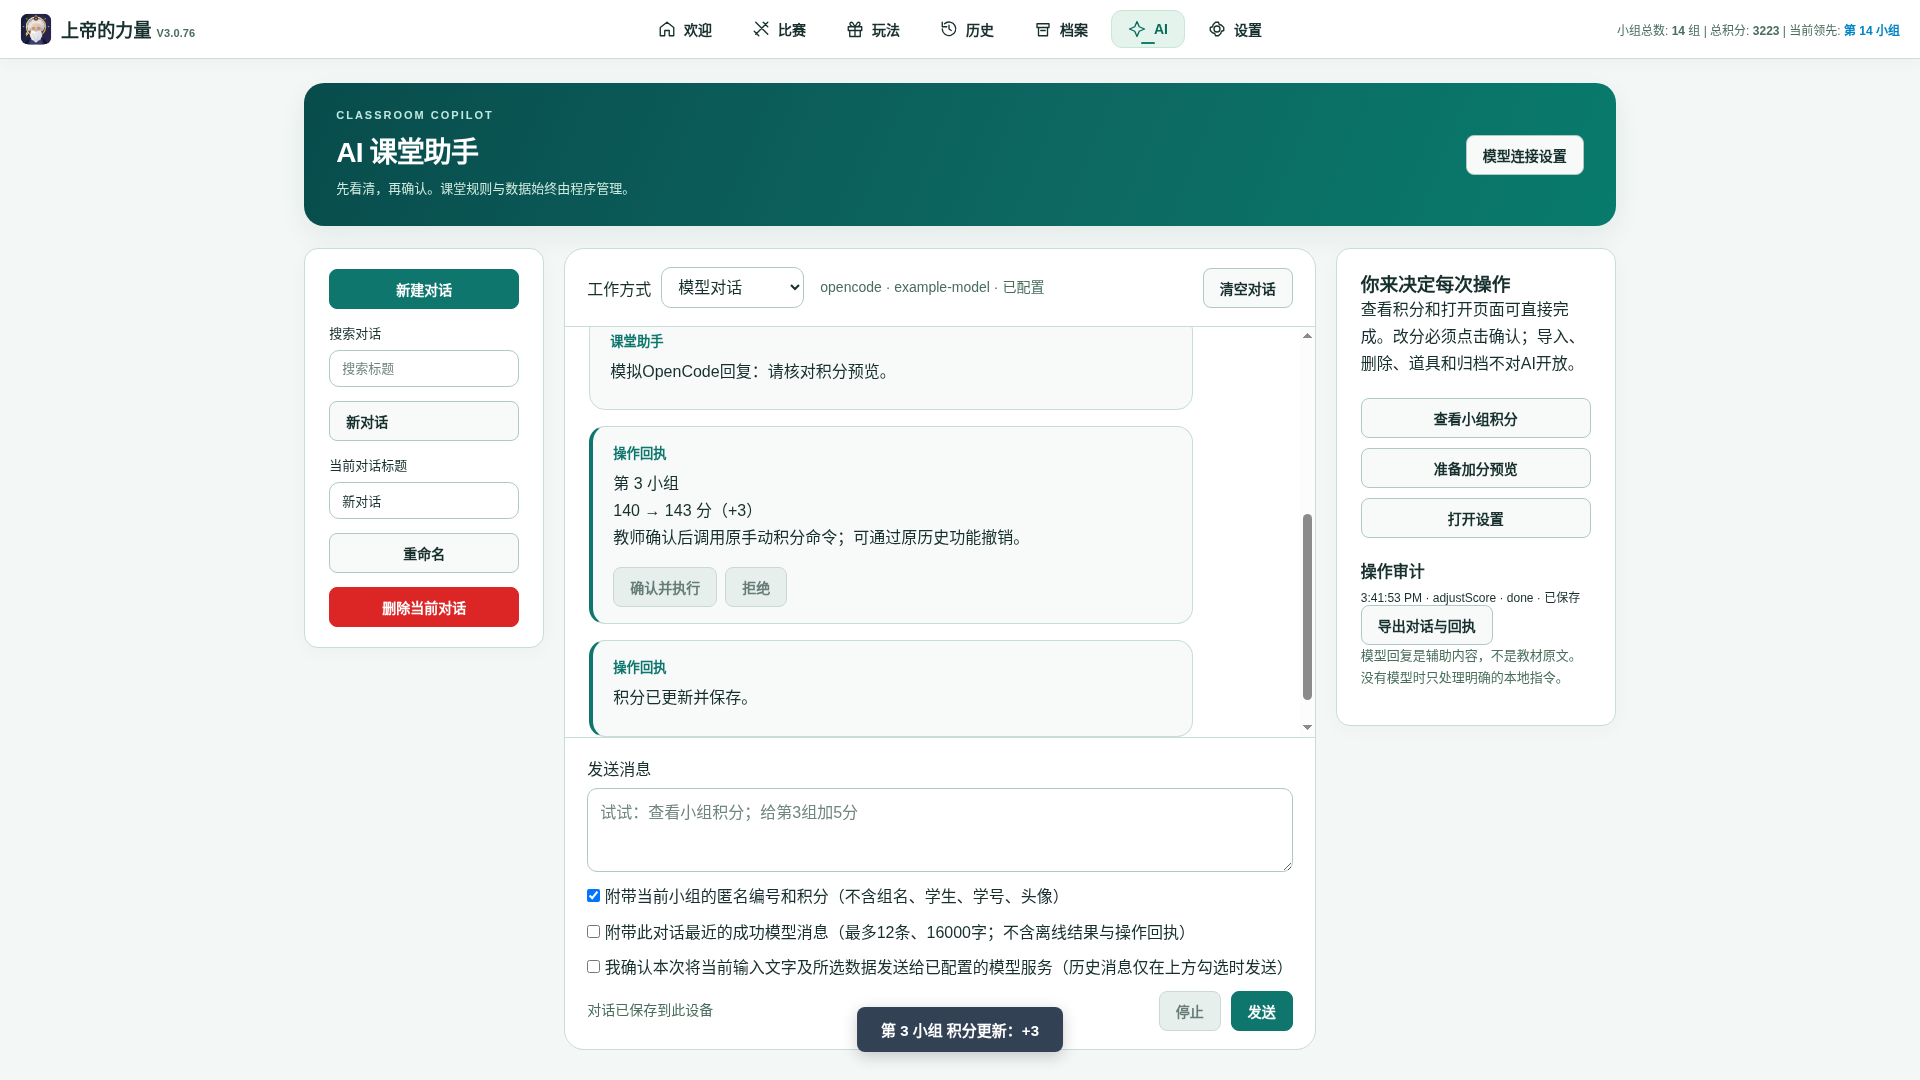 上帝的力量 V3.0.76
欢迎
比赛
玩法
历史
档案
AI
设置
小组总数: 14 组 | 总积分: 3223 | 当前领先: 第 14 小组
CLASSROOM COPILOT
AI 课堂助手
先看清，再确认。课堂规则与数据始终由程序管理。
模型连接设置
新建对话
搜索对话
搜索标题
新对话
当前对话标题
新对话
重命名
删除当前对话
工作方式
模型对话
opencode · example-model · 已配置
清空对话
课堂助手
模拟OpenCode回复：请核对积分预览。
操作回执
第 3 小组
140 → 143 分（+3）
教师确认后调用原手动积分命令；可通过原历史功能撤销。
确认并执行
拒绝
操作回执
积分已更新并保存。
发送消息
试试：查看小组积分；给第3组加5分
附带当前小组的匿名编号和积分（不含组名、学生、学号、头像）
附带此对话最近的成功模型消息（最多12条、16000字；不含离线结果与操作回执）
我确认本次将当前输入文字及所选数据发送给已配置的模型服务（历史消息仅在上方勾选时发送）
对话已保存到此设备
停止
发送
第 3 小组 积分更新：+3
你来决定每次操作
查看积分和打开页面可直接完
成。改分必须点击确认；导入、
删除、道具和归档不对AI开放。
查看小组积分
准备加分预览
打开设置
操作审计
3:41:53 PM · adjustScore · done · 已保存
导出对话与回执
模型回复是辅助内容，不是教材原文。
没有模型时只处理明确的本地指令。